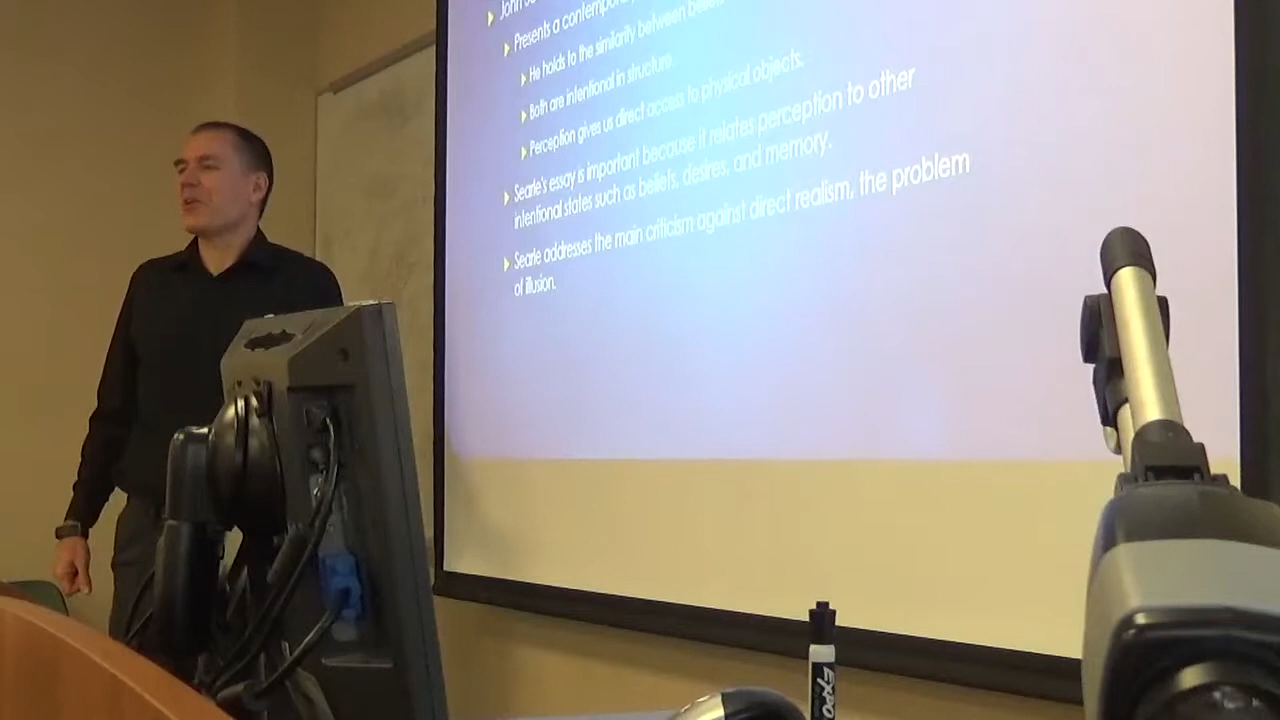 John
Presents a contemporary
He holds to the similarity between
Both are intentional in structure
Perception gives us direct access to physical objects.
Searle's essay is important because it relates perception to other
intentional states such as beliefs, desires, and memory.
Searle addresses the main criticism against direct realism, the problem
of illusion.
EXPO